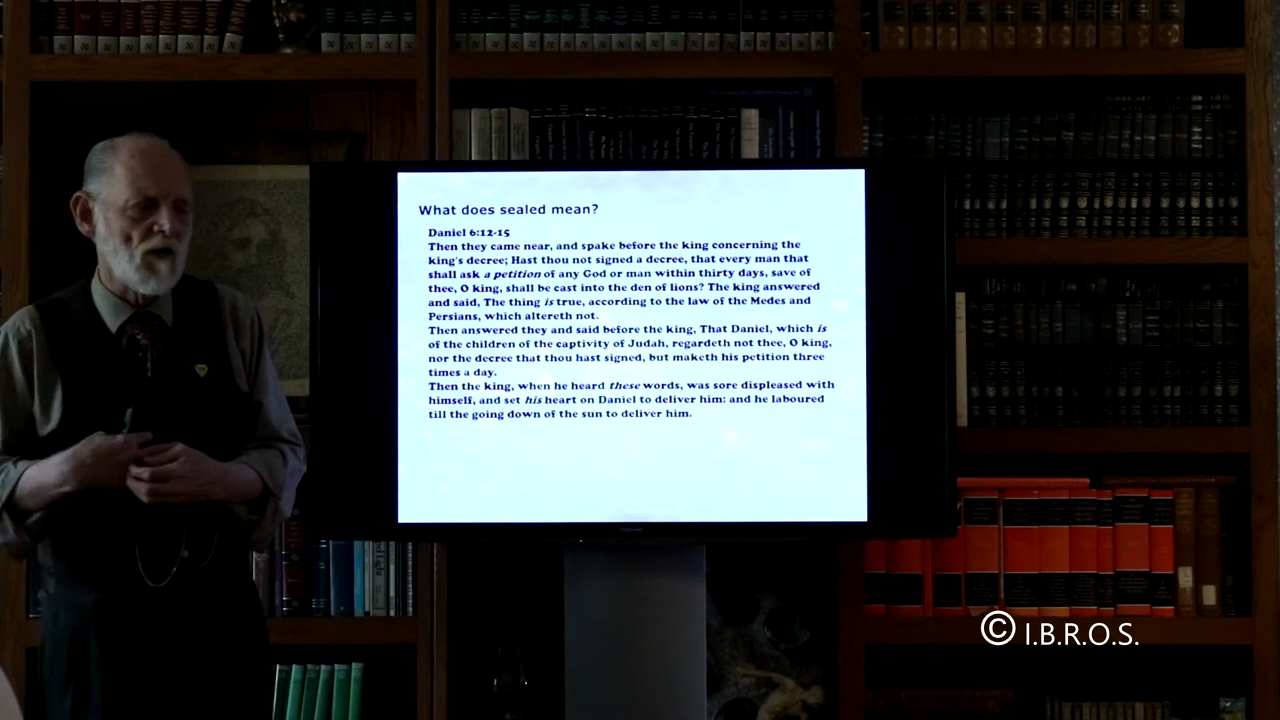 What does sealed mean?
Daniel 6:12-15
Then they came near, and spake before the king concerning the
king's decree; Hast thou not signed a decree, that every man that
shall ask a petition of any God or man within thirty days, save of
thee, O king, shall be cast into the den of lions? The king answered
and said, The thing is true, according to the law of the Medes and
Persians, which altereth not.
Then answered they and said before the king, That Daniel, which is
of the children of the captivity of Judah, regardeth not thee, O king,
nor the decree that thou hast signed, but maketh his petition three
times a day.
Then the king, when he heard these words, was sore displeased with
himself, and set his heart on Daniel to deliver him: and he laboured
till the going down of the sun to deliver him.
© I.B.R.O.S.